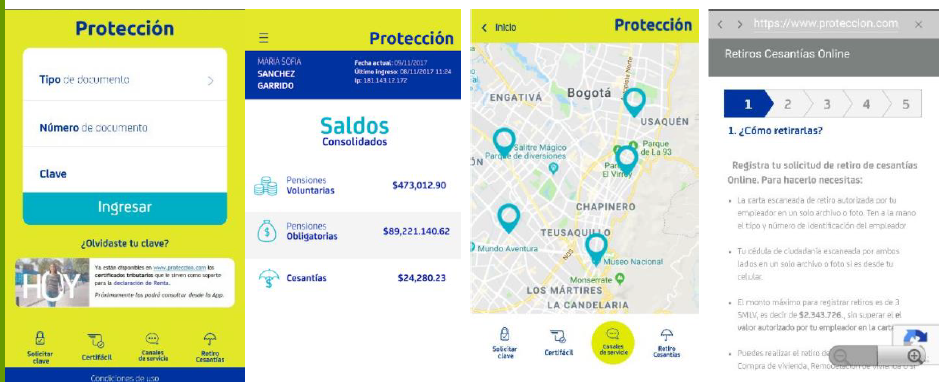 Protección
Tipo de documento
Número de documento
Clave
Ingresar
¿Olvidaste tu clave?
Ya están disponibles en www.proteccion.com los
certificados tributarios que te sirven como soporte
para la declaración de Renta.
Próximamente los podrá consultar desde la App.
Solicitar
clave
Certifácil
Canales
de servicio
Retiro
Cesantías
Condiciones de uso
Protección
MARIA SOFIA
SANCHEZ
GARRIDO
Fecha actual: 09/11/2017
Último Ingreso: 08/11/2017 11:24
Ip: 181.143.12.172
Saldos
Consolidados
Pensiones
Voluntarias
$473,012.90
Pensiones
Obligatorias
$89,221.140.62
Cesantías
$24,280.23
Inicio
Protección
Bogotá
ENGATIVÁ
USAQUÉN
Salitre Mágico
Parque de diversiones
Parque
de La 93
El Virrey
CHAPINERO
TEUSAQUILLO
Mundo Aventura
Museo Nacional
Monserrate
LOS MÁRTIRES
LA CANDELARIA
Solicitar
clave
Certifácil
Canales
de servicio
Retiro
Cesantías
https://www.proteccion.com
Retiros Cesantías Online
1 2 3 4 5
1. ¿Cómo retirarlas?
Registra tu solicitud de retiro de cesantías
Online. Para hacerlo necesitas:
• La carta escaneada de retiro autorizada por tu
empleador en un solo archivo o foto. Ten a la mano
el tipo y número de identificación del empleador
• Tu cédula de ciudadanía escaneada por ambos
lados en un solo archivo o foto si es desde tu
celular.
• El monto máximo para registrar retiros es de 3
SMLV, es decir de $2.343.726., sin superar el el
valor autorizado por tu empleador en la carta
• Puedes realizar el retiro de
Compra de vivienda, Remodelación de vivienda o si